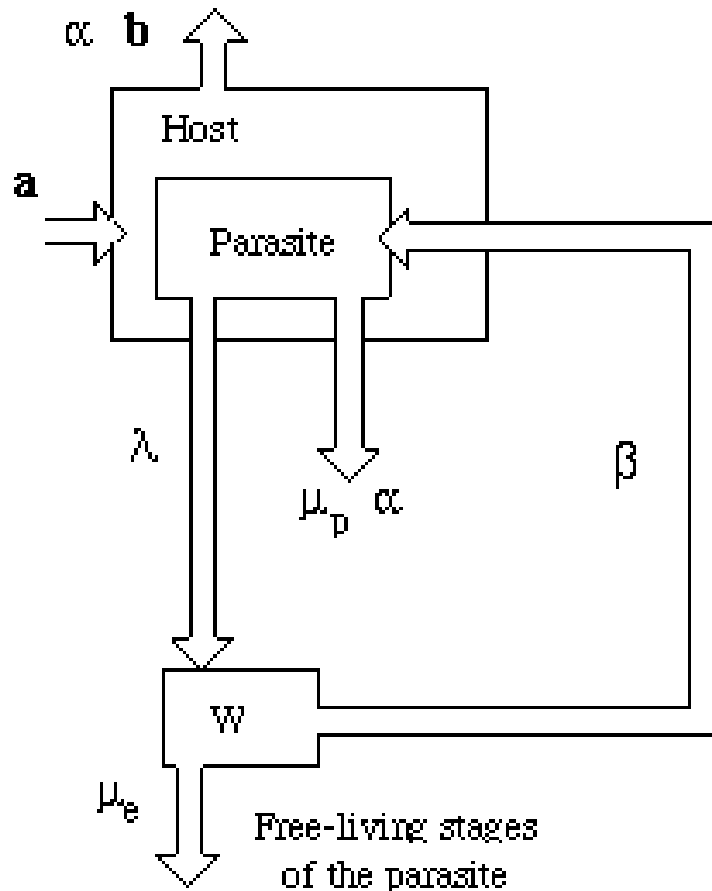 α b
Host
a
Parasite
λ
β
μp α
W
μe
Free-living stages
of the parasite